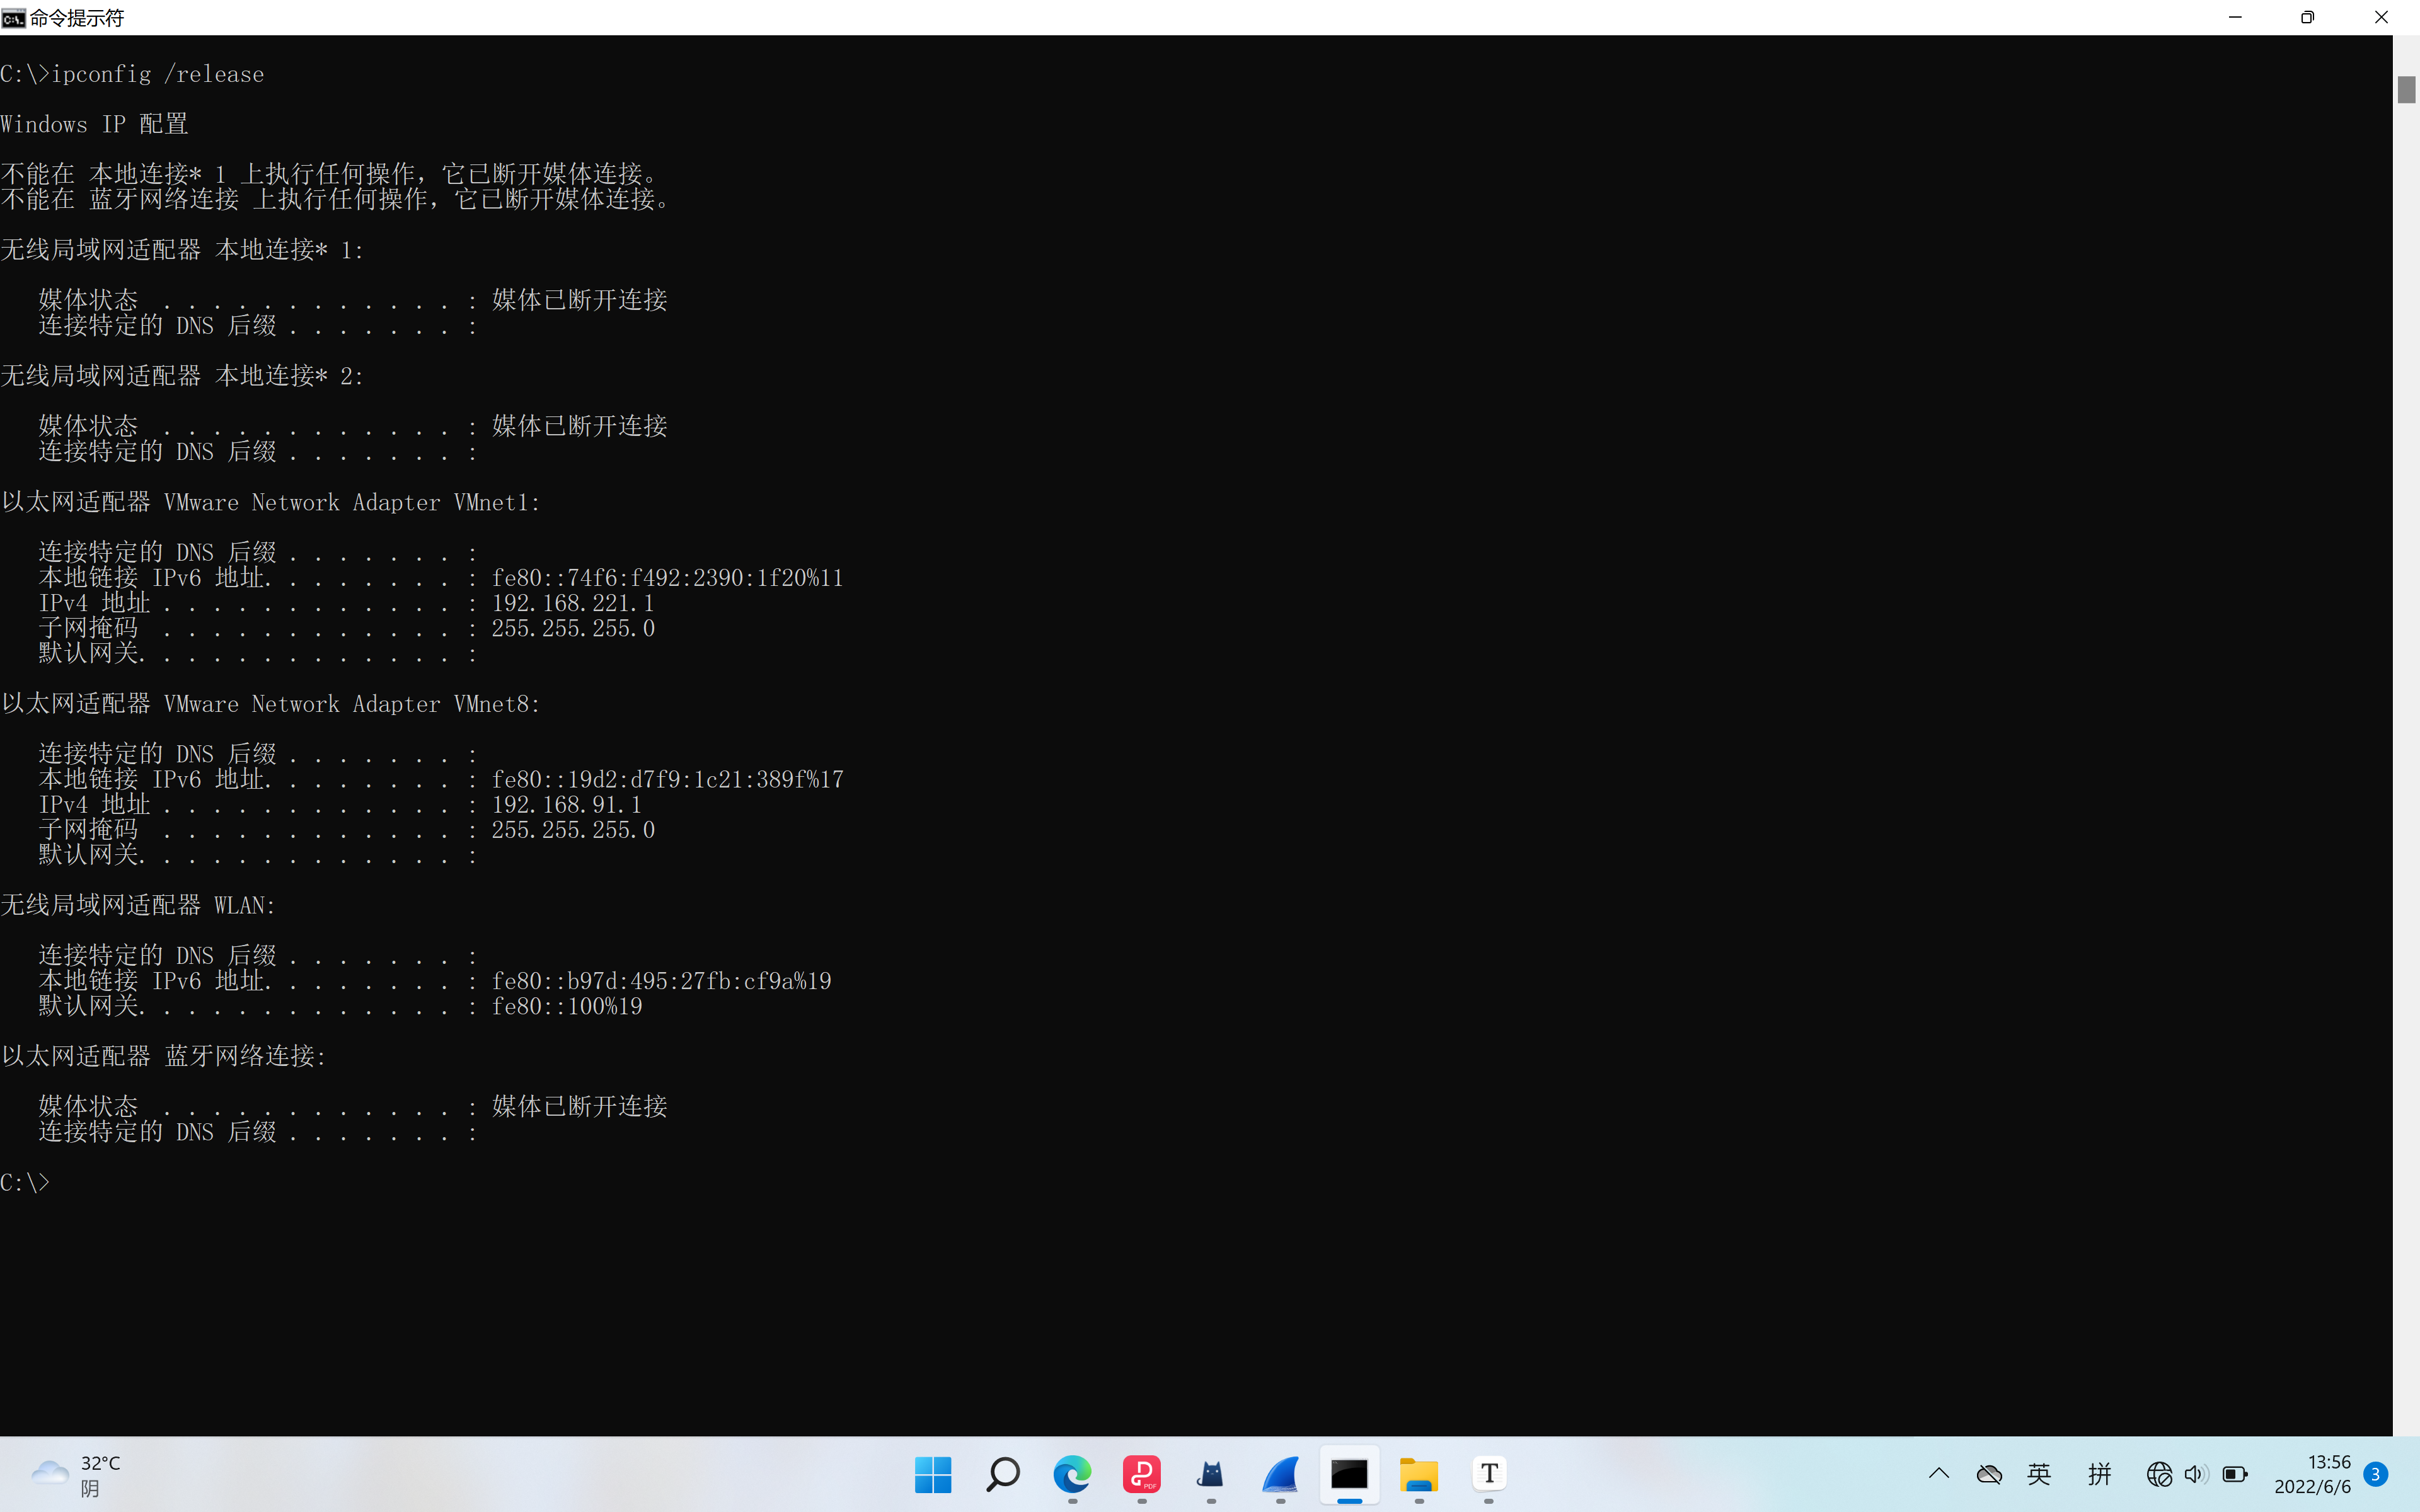 命令提示符
C:\>ipconfig /release
Windows IP 配置
不能在 本地连接* 1 上执行任何操作，它已断开媒体连接。
不能在 蓝牙网络连接 上执行任何操作，它已断开媒体连接。
无线局域网适配器 本地连接* 1:
媒体状态  . . . . . . . . . . . . : 媒体已断开连接
连接特定的 DNS 后缀 . . . . . . . :
无线局域网适配器 本地连接* 2:
媒体状态  . . . . . . . . . . . . : 媒体已断开连接
连接特定的 DNS 后缀 . . . . . . . :
以太网适配器 VMware Network Adapter VMnet1:
连接特定的 DNS 后缀 . . . . . . . :
本地链接 IPv6 地址. . . . . . . . : fe80::74f6:f492:2390:1f20%11
IPv4 地址 . . . . . . . . . . . . : 192.168.221.1
子网掩码  . . . . . . . . . . . . : 255.255.255.0
默认网关. . . . . . . . . . . . . :
以太网适配器 VMware Network Adapter VMnet8:
连接特定的 DNS 后缀 . . . . . . . :
本地链接 IPv6 地址. . . . . . . . : fe80::19d2:d7f9:1c21:389f%17
IPv4 地址 . . . . . . . . . . . . : 192.168.91.1
子网掩码  . . . . . . . . . . . . : 255.255.255.0
默认网关. . . . . . . . . . . . . :
无线局域网适配器 WLAN:
连接特定的 DNS 后缀 . . . . . . . :
本地链接 IPv6 地址. . . . . . . . : fe80::b97d:495:27fb:cf9a%19
默认网关. . . . . . . . . . . . . : fe80::100%19
以太网适配器 蓝牙网络连接:
媒体状态  . . . . . . . . . . . . : 媒体已断开连接
连接特定的 DNS 后缀 . . . . . . . :
C:\>
32°C
阴
PDF
T
英
拼
13:56
2022/6/6
3